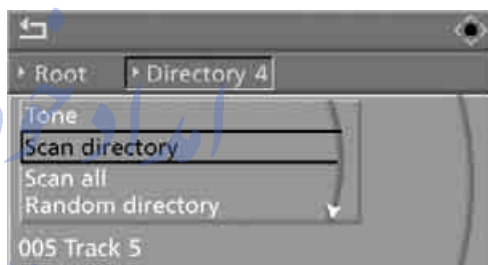 Root Directory 4
Tone
Scan directory
Scan all
Random directory
005 Track 5